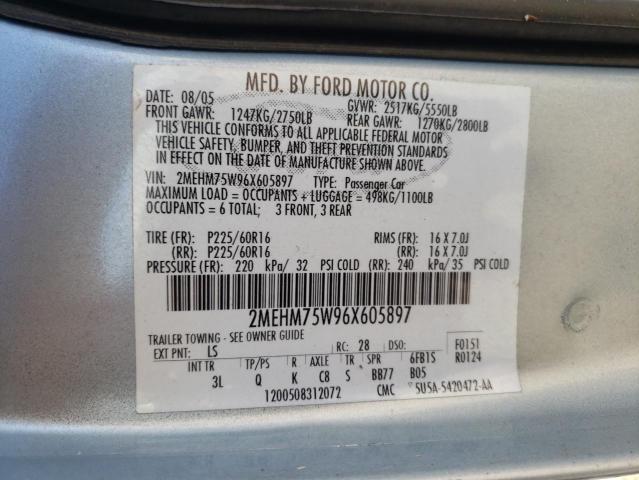 MFD. BY FORD MOTOR CO.
DATE: 08/05 GVWR: 2517KG/5550LB
FRONT GAWR: 1247KG/2750LB REAR GAWR: 1270KG/2800LB
THIS VEHICLE CONFORMS TO ALL APPLICABLE FEDERAL MOTOR
VEHICLE SAFETY, BUMPER, AND THEFT PREVENTION STANDARDS
IN EFFECT ON THE DATE OF MANUFACTURE SHOWN ABOVE.
VIN: 2MEHM75W96X605897 TYPE: Passenger Car
MAXIMUM LOAD = OCCUPANTS + LUGGAGE = 498KG/1100LB
OCCUPANTS = 6 TOTAL; 3 FRONT, 3 REAR
TIRE (FR): P225/60R16 RIMS (FR): 16 X 7.0J
(RR): P225/60R16 (RR): 16 X 7.0J
PRESSURE (FR): 220 kPa/ 32 PSI COLD (RR): 240 kPa/ 35 PSI COLD
2MEHM75W96X605897
TRAILER TOWING - SEE OWNER GUIDE
EXT PNT: LS RC: 28 DSO: F0151
INT TR TP/PS R AXLE TR SPR 6FB15 R0124
3L Q K C8 S BB77 B05
1200508312072 CMC 5U5A-5420472-AA